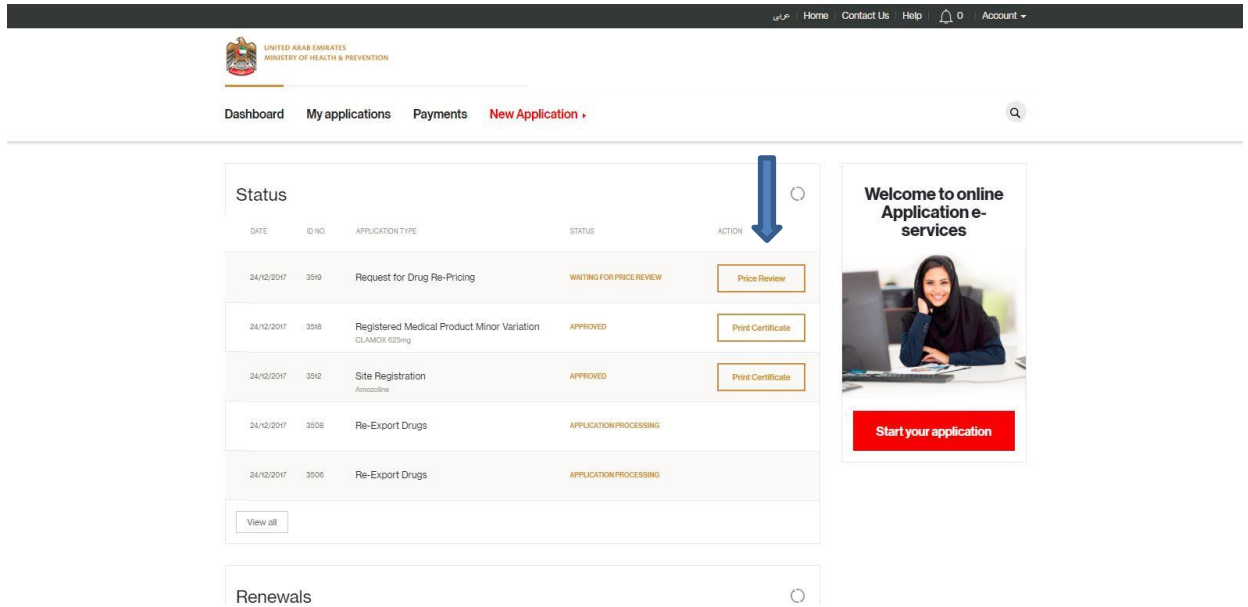 عربى Home Contact Us Help 0 Account
UNITED ARAB EMIRATES
MINISTRY OF HEALTH & PREVENTION
Dashboard My applications Payments New Application
Status
DATE ID NO. APPLICATION TYPE STATUS ACTION
24/12/2017 3519 Request for Drug Re-Pricing WAITING FOR PRICE REVIEW Price Review
24/12/2017 3518 Registered Medical Product Minor Variation APPROVED Print Certificate
CLAMOX 625mg
24/12/2017 3512 Site Registration APPROVED Print Certificate
Amozoline
24/12/2017 3508 Re-Export Drugs APPLICATION PROCESSING
24/12/2017 3506 Re-Export Drugs APPLICATION PROCESSING
View all
Renewals
Welcome to online
Application e-
services
Start your application